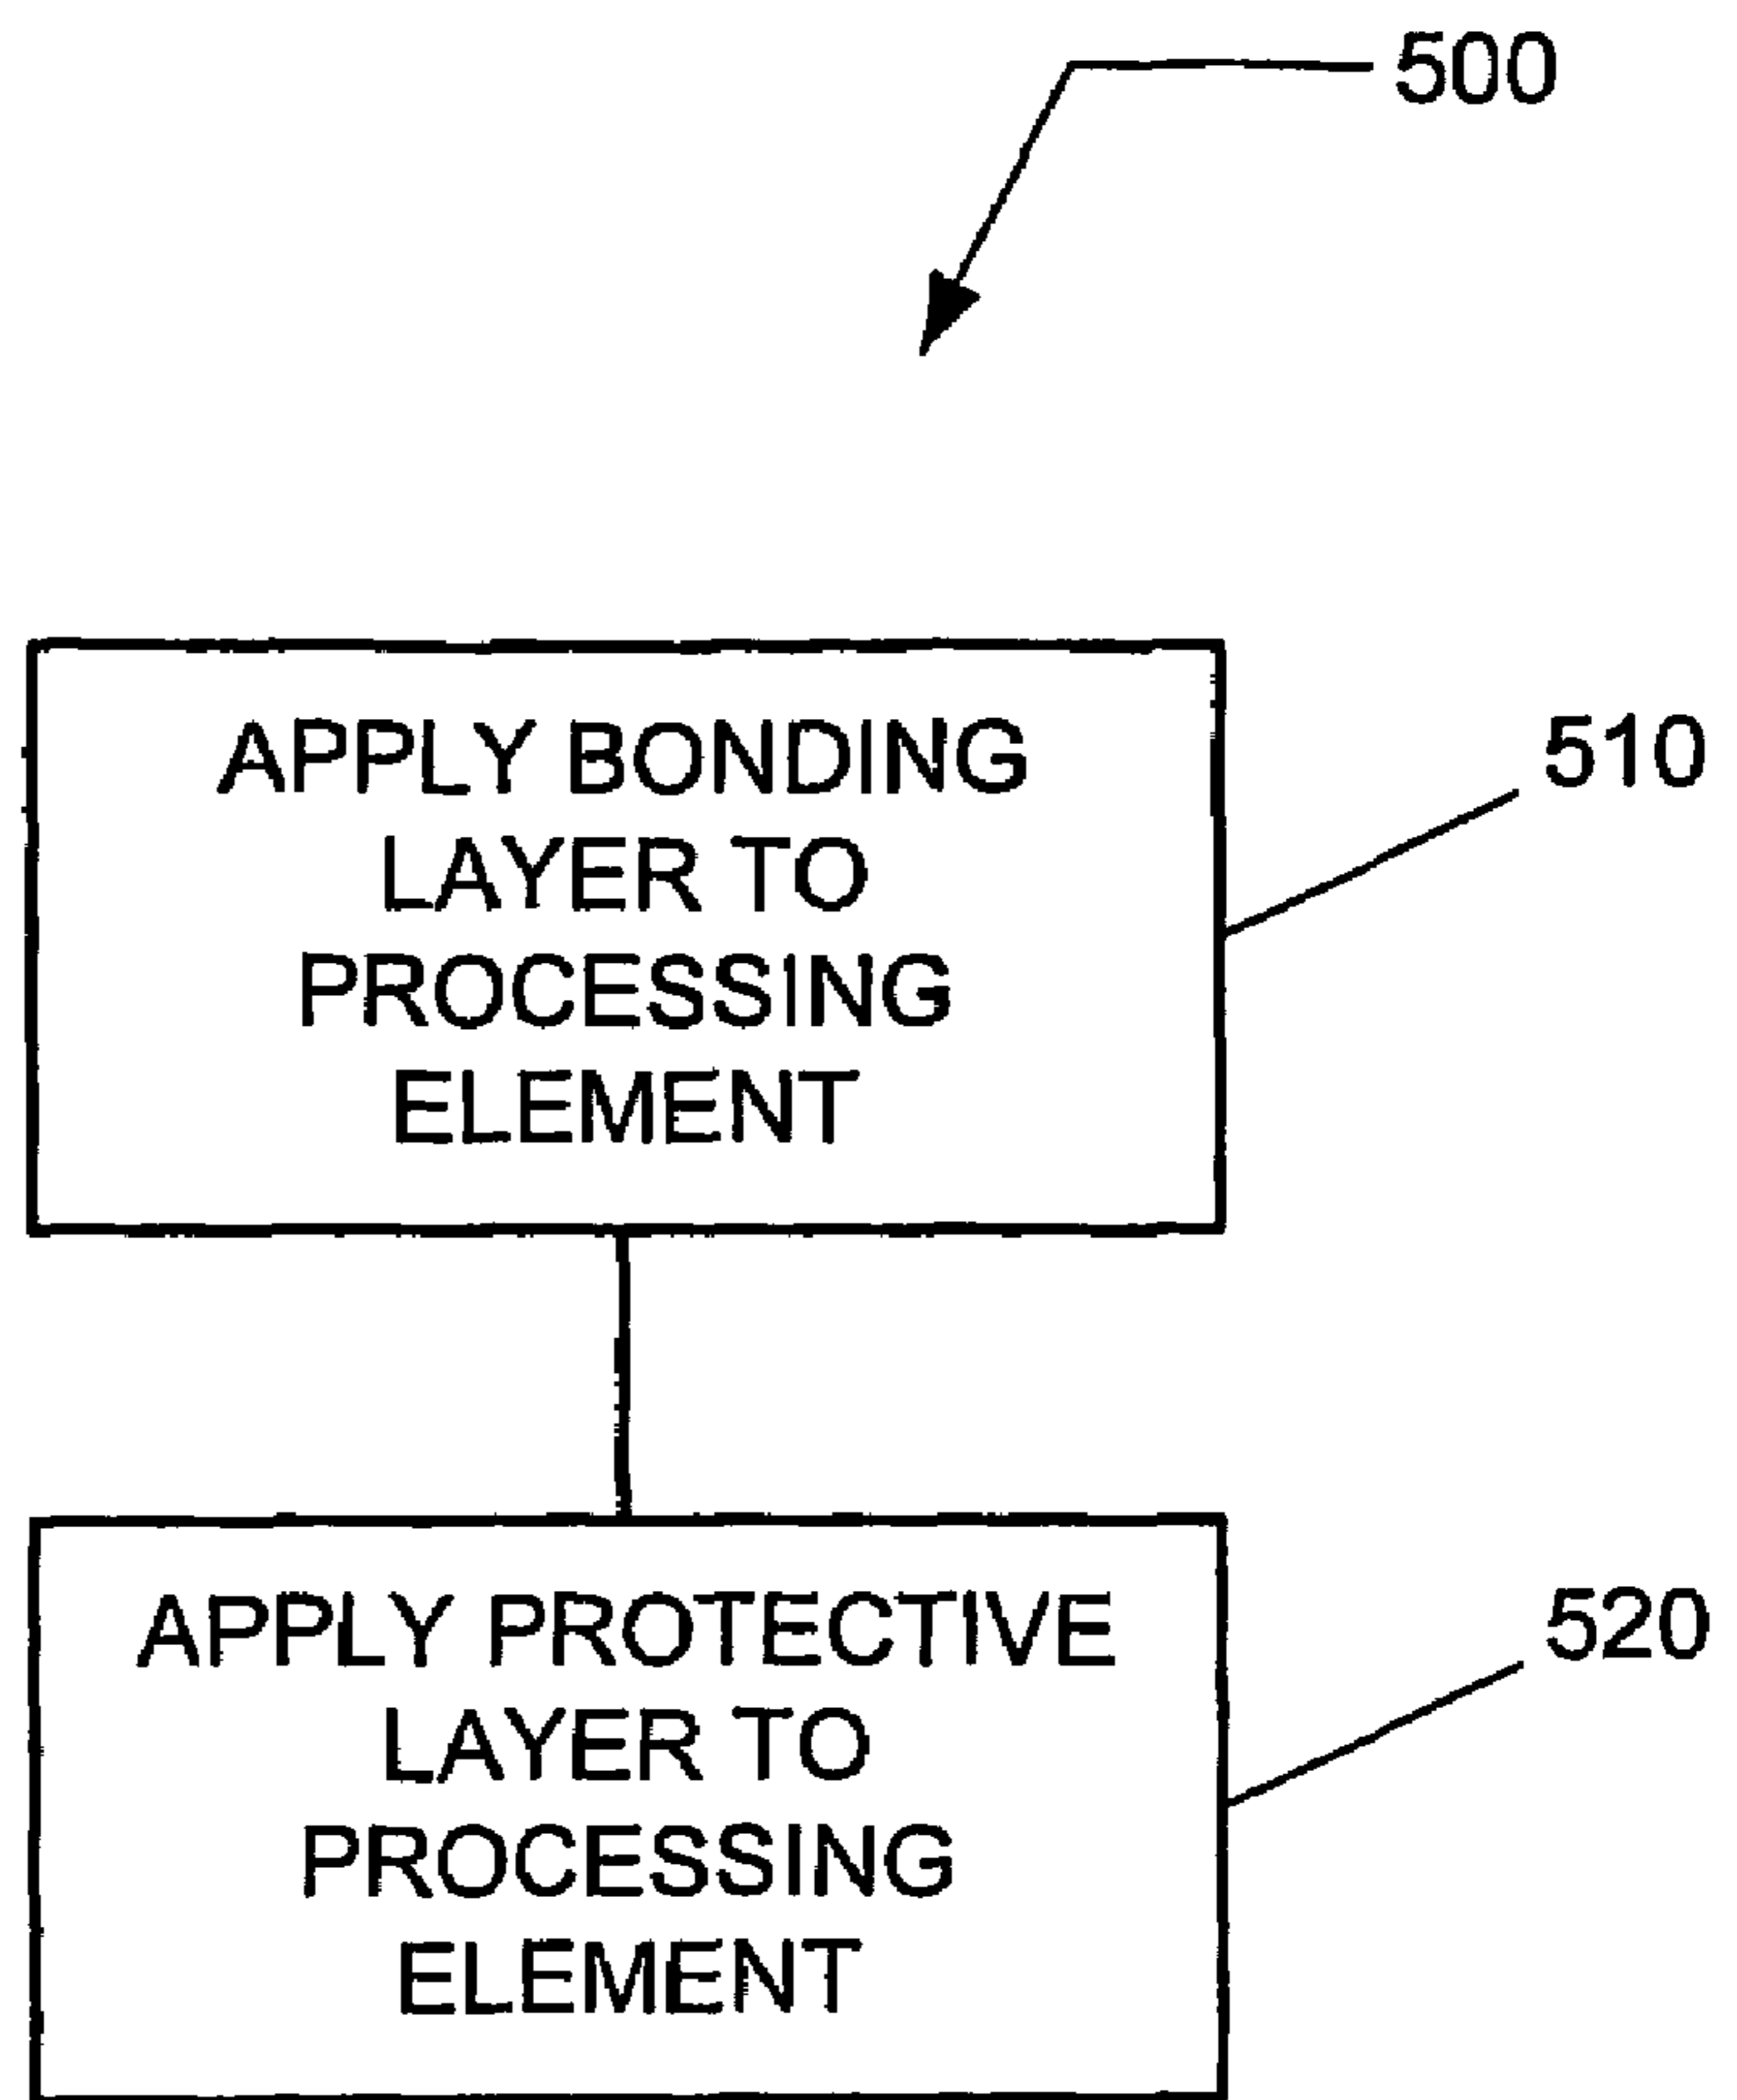 500
APPLY BONDING
LAYER TO
PROCESSING
ELEMENT
510
APPLY PROTECTIVE
LAYER TO
PROCESSING
ELEMENT
520